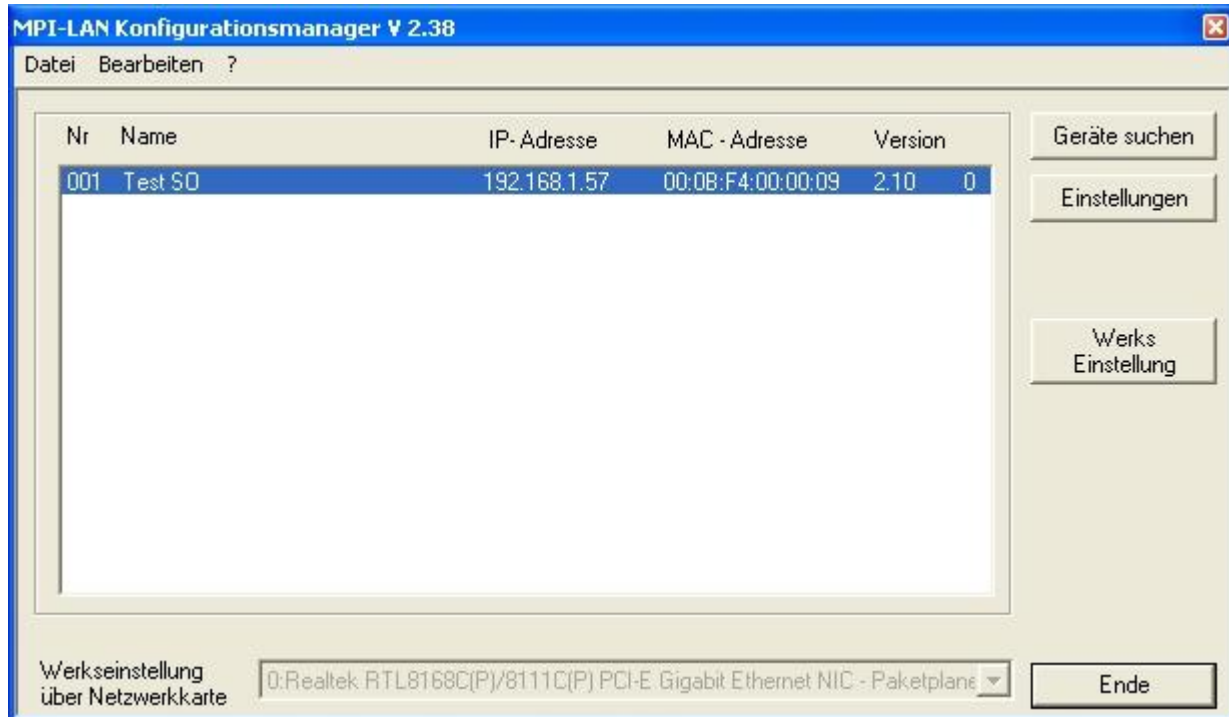 MPI-LAN Konfigurationsmanager V 2.38
Datei Bearbeiten ?
Nr Name IP-Adresse MAC - Adresse Version
001 Test SO 192.168.1.57 00:0B:F4:00:00:09 2.10 0
Geräte suchen
Einstellungen
Werks
Einstellung
Werkseinstellung
über Netzwerkkarte
0:Realtek RTL8168C(P)/8111C(P) PCI-E Gigabit Ethernet NIC - Paketplane
Ende